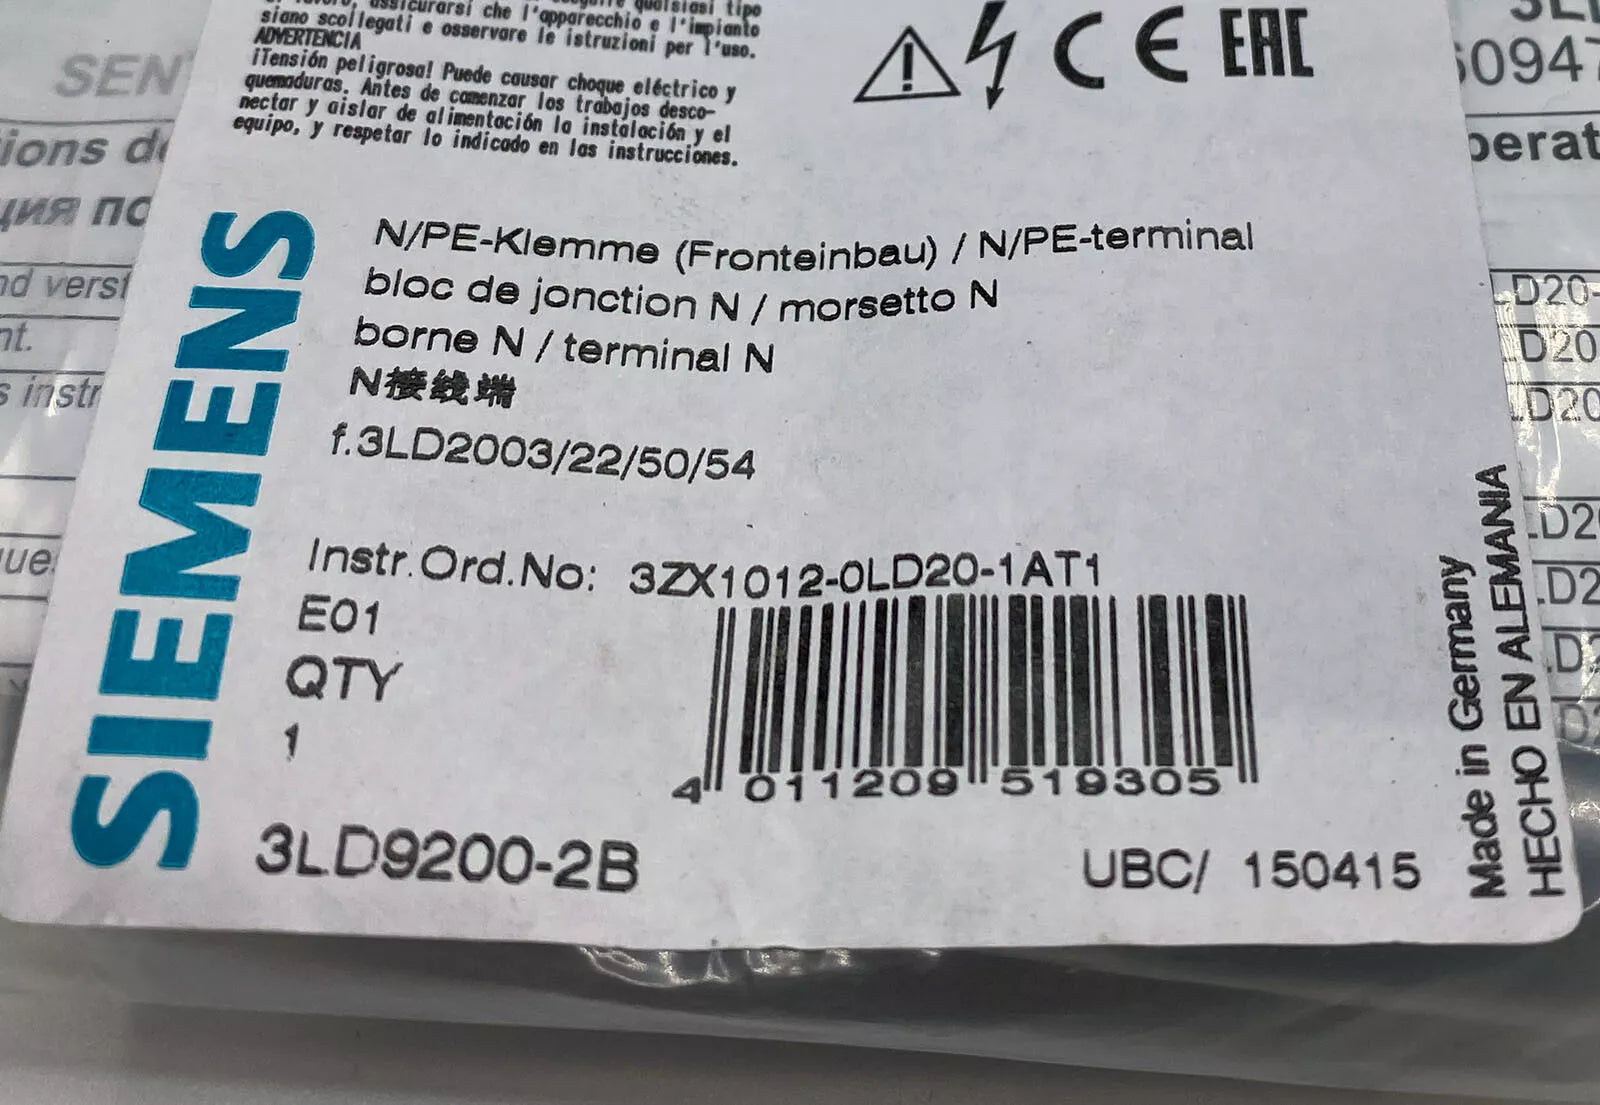 assicurarsi che l'apparecchio e l'impianto
siano scollegati e osservare le istruzioni per l'uso.
ADVERTENCIA
¡Tensión peligrosa! Puede causar choque eléctrico y
quemaduras. Antes de comenzar los trabajos desco-
nectar y aislar de alimentación la instalación y el
equipo, y respetar lo indicado en las instrucciones.
CE EAC
SIEMENS
N/PE-Klemme (Fronteinbau) / N/PE-terminal
bloc de jonction N / morsetto N
borne N / terminal N
N接线端
f.3LD2003/22/50/54
Instr.Ord.No: 3ZX1012-0LD20-1AT1
E01
QTY
1
4 011209 519305
3LD9200-2B
UBC/ 150415
Made in Germany
HECHO EN ALEMANIA